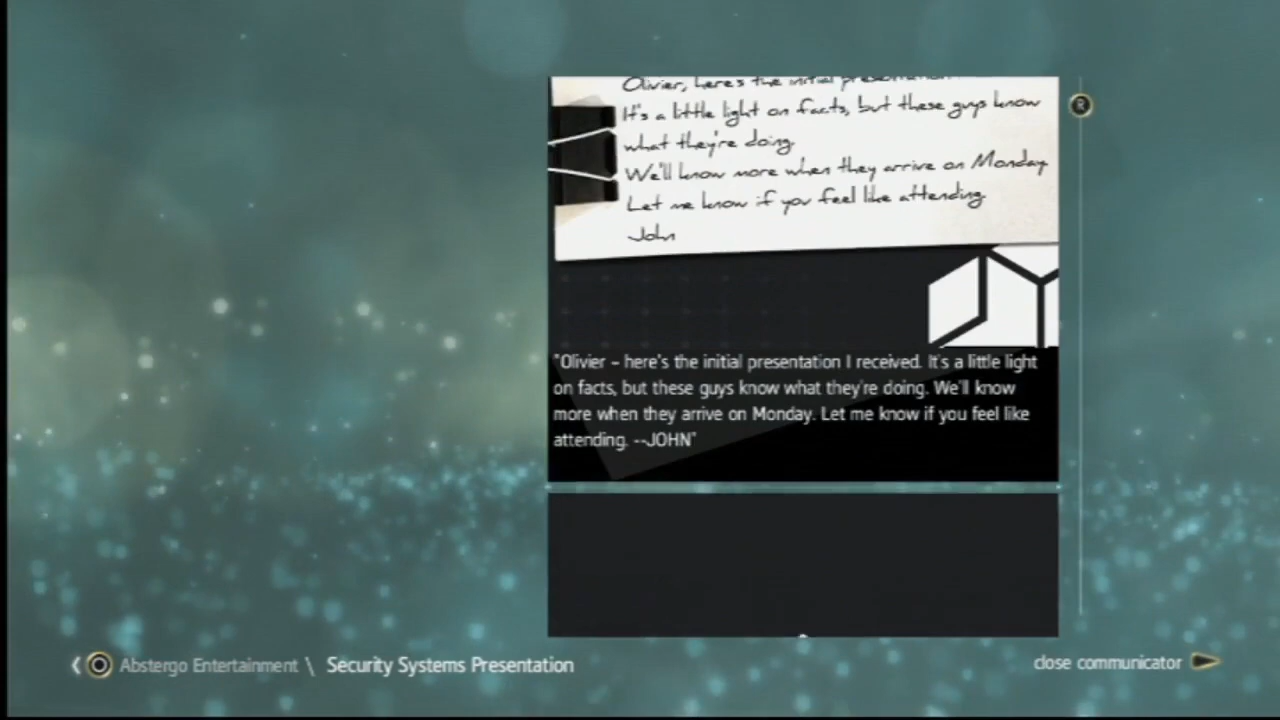 Olivier, here's the initial presentation
It's a little light on facts, but these guys know
what they're doing.
We'll know more when they arrive on Monday.
Let me know if you feel like attending.
John
R
"Olivier – here's the initial presentation I received. It's a little light
on facts, but these guys know what they're doing. We'll know
more when they arrive on Monday. Let me know if you feel like
attending. --JOHN"
Abstergo Entertainment \ Security Systems Presentation
close communicator